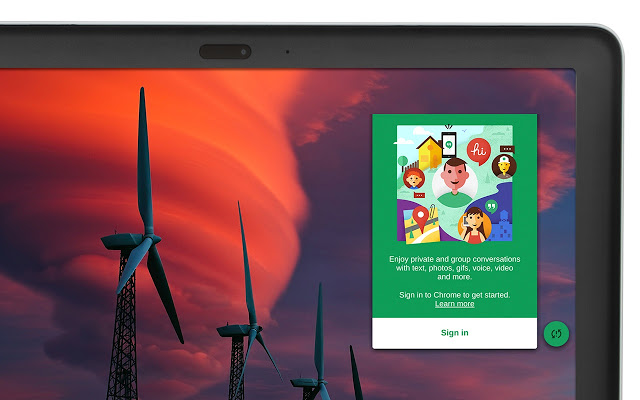 hi
Enjoy private and group conversations
with text, photos, gifs, voice, video
and more.
Sign in to Chrome to get started.
Learn more
Sign in